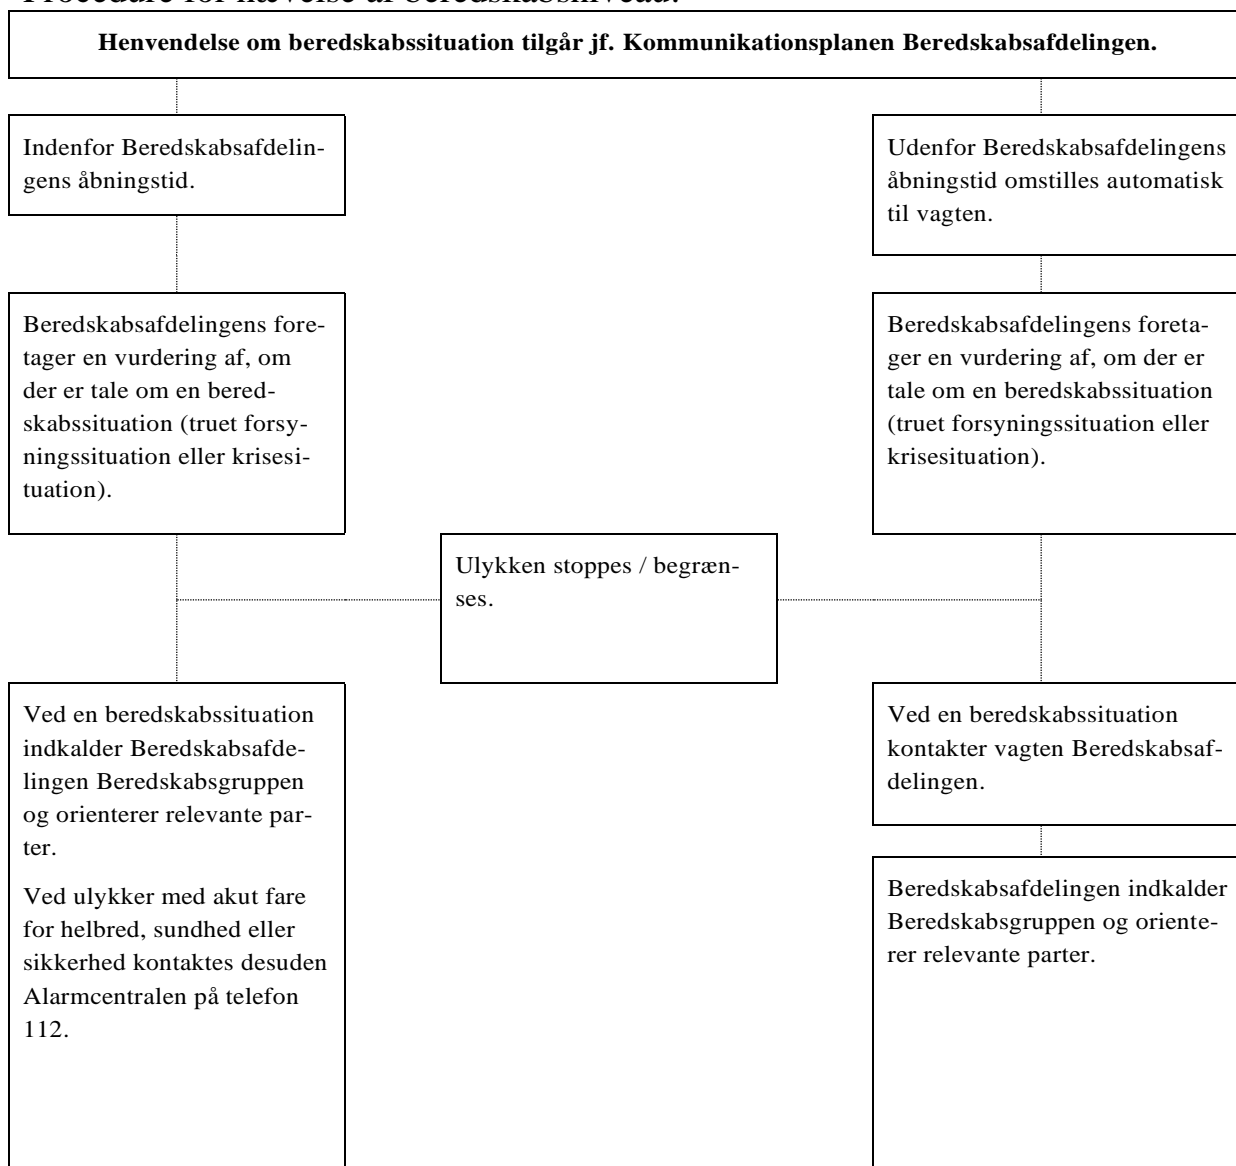 Procedure for hævelse af beredskabsniveau.
Henvendelse om beredskabssituation tilgår jf. Kommunikationsplanen Beredskabsafdelingen.
Indenfor Beredskabsafdelin-
gens åbningstid.
Udenfor Beredskabsafdelingens
åbningstid omstilles automatisk
til vagten.
Beredskabsafdelingens fore-
tager en vurdering af, om
der er tale om en bered-
skabssituation (truet forsy-
ningssituation eller krisesi-
tuation).
Beredskabsafdelingens foreta-
ger en vurdering af, om der er
tale om en beredskabssituation
(truet forsyningssituation eller
krisesituation).
Ulykken stoppes / begræn-
ses.
Ved en beredskabssituation
indkalder Beredskabsafde-
lingen Beredskabsgruppen
og orienterer relevante par-
ter.
Ved ulykker med akut fare
for helbred, sundhed eller
sikkerhed kontaktes desuden
Alarmcentralen på telefon
112.
Ved en beredskabssituation
kontakter vagten Beredskabsaf-
delingen.
Beredskabsafdelingen indkalder
Beredskabsgruppen og oriente-
rer relevante parter.